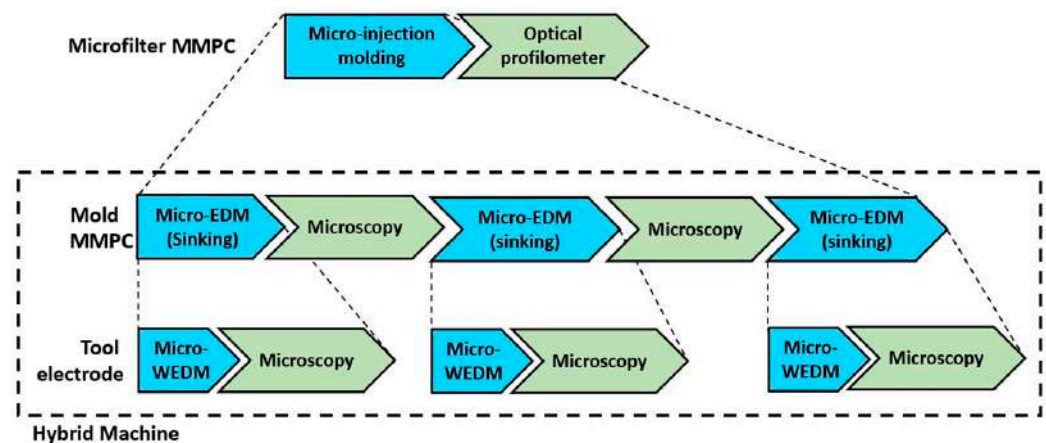 Microfilter MMPC
Micro-injection
molding
Optical
profilometer
Mold
MMPC
Micro-EDM
(Sinking)
Microscopy
Micro-EDM
(sinking)
Microscopy
Micro-EDM
(sinking)
Tool
electrode
Micro-
WEDM
Microscopy
Micro-
WEDM
Microscopy
Micro-
WEDM
Microscopy
Hybrid Machine